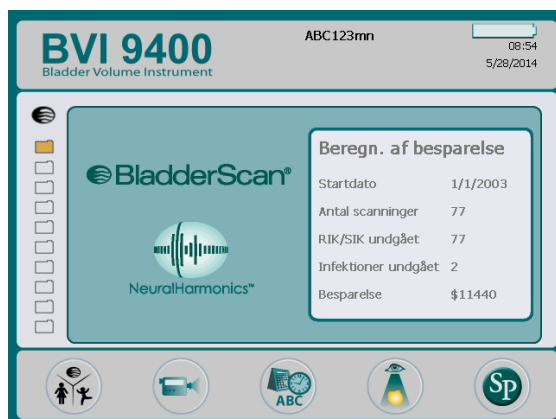 BVI 9400
Bladder Volume Instrument
ABC123mn
08:54
5/28/2014
BladderScan®
NeuralHarmonics™
Beregn. af besparelse
Startdato 1/1/2003
Antal scanninger 77
RIK/SIK undgået 77
Infektioner undgået 2
Besparelse $11440
ABC
SP